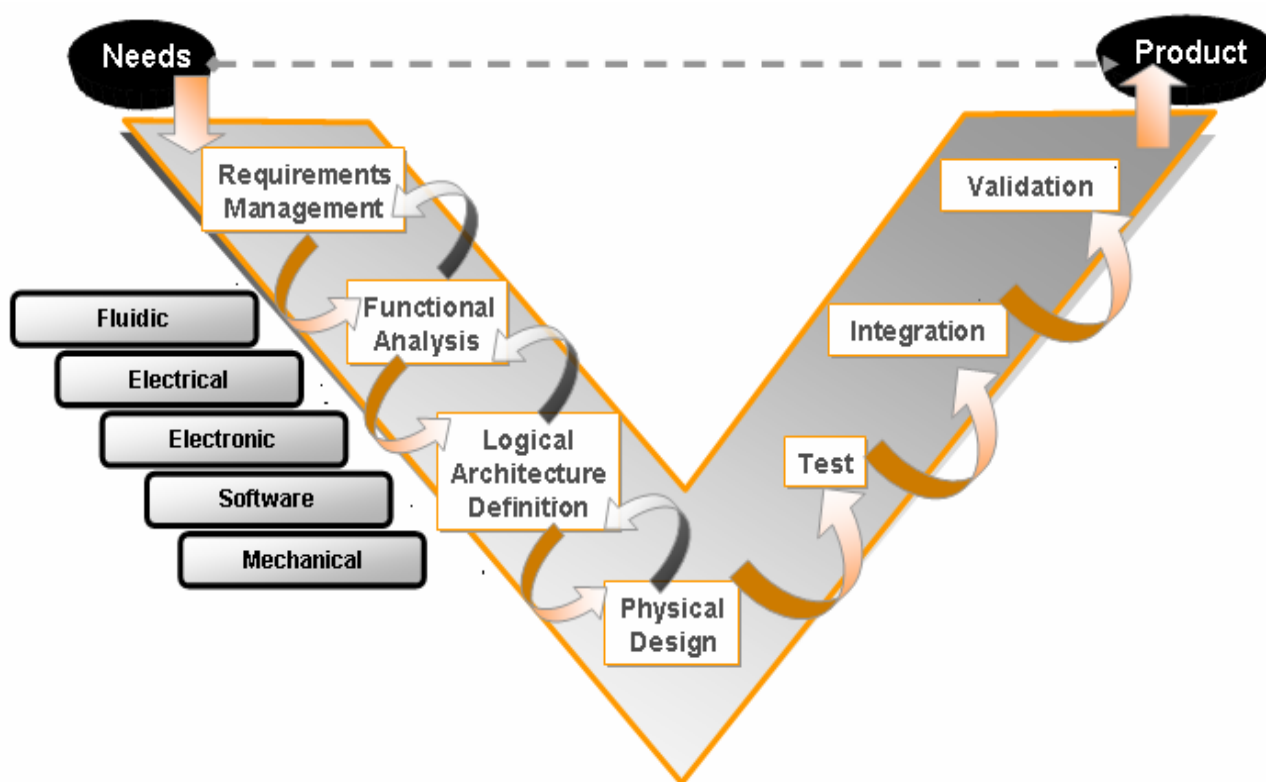 Needs
Product
Requirements
Management
Validation
Functional
Analysis
Integration
Fluidic
Electrical
Electronic
Software
Mechanical
Logical
Architecture
Definition
Test
Physical
Design